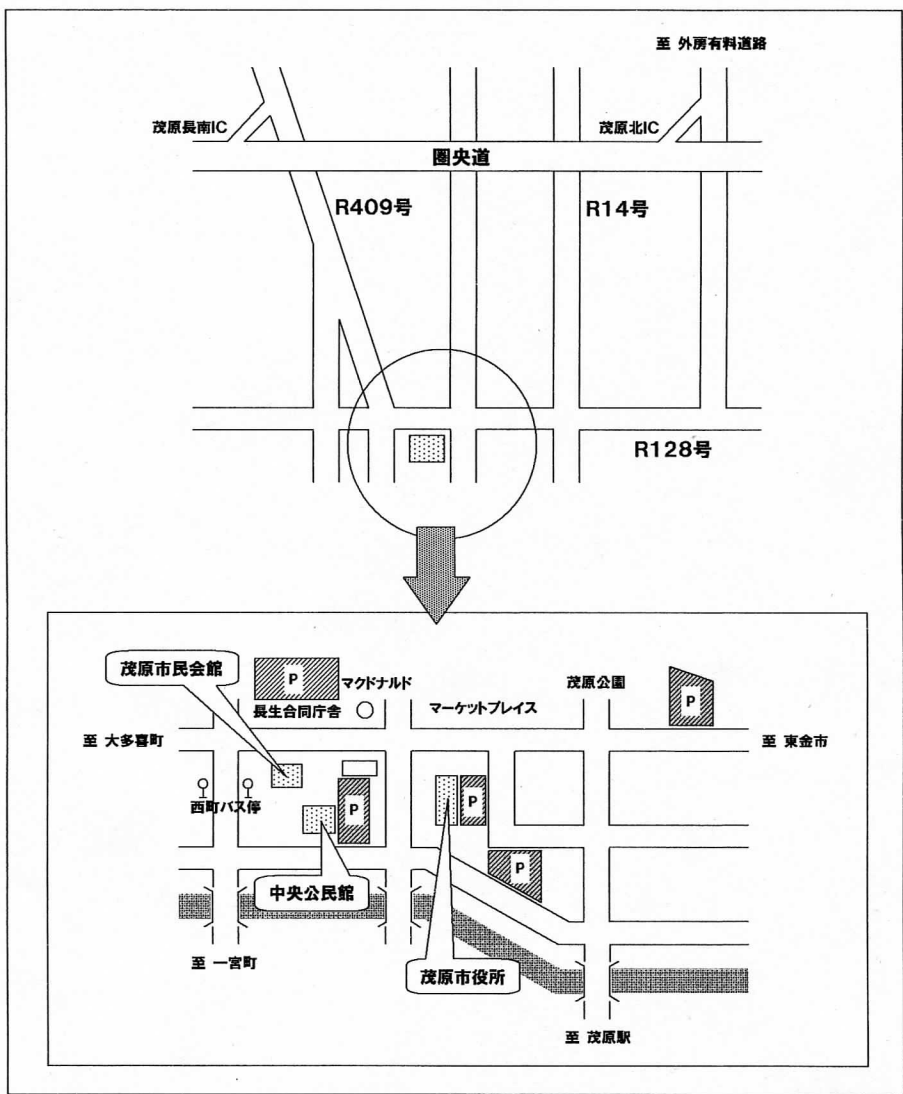 至 外房有料道路
茂原長南IC
茂原北IC
圏央道
R409号
R14号
R128号
茂原市民会館
P
マクドナルド
茂原公園
長生合同庁舎
マーケットプレイス
P
至 大多喜町
至 東金市
西町バス停
P
P
P
中央公民館
茂原市役所
至 一宮町
至 茂原駅